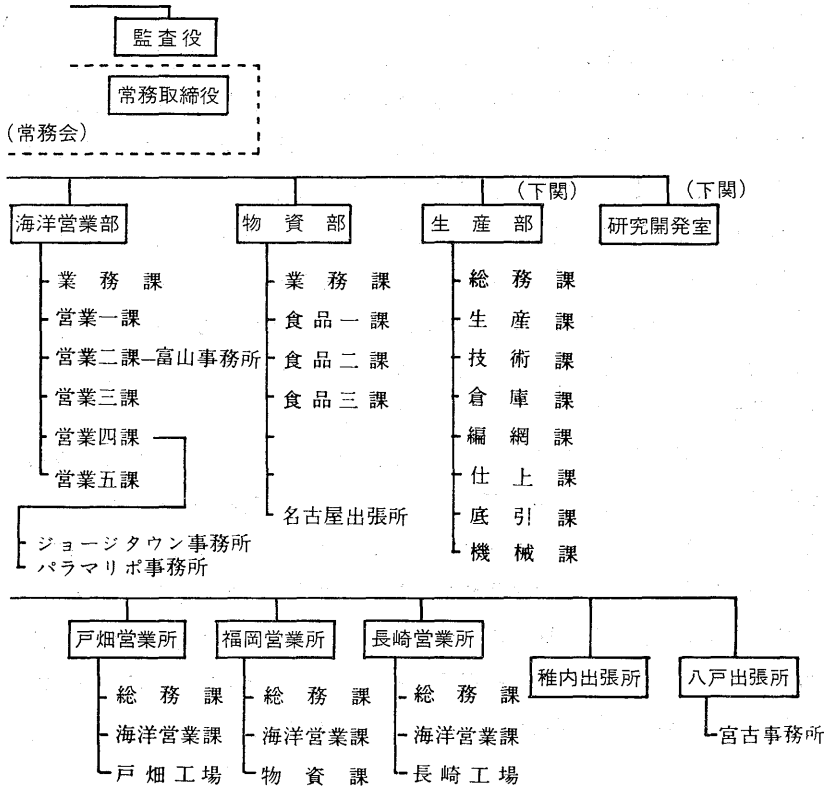 監査役
常務取締役
(常務会)
(下関)
(下関)
海洋営業部
物資部
生産部
研究開発室
業務課
営業一課
営業二課―富山事務所
営業三課
営業四課
営業五課
ジョージタウン事務所
パラマリポ事務所
業務課
食品一課
食品二課
食品三課
名古屋出張所
総務課
生産課
技術課
倉庫課
編網課
仕上課
底引課
機械課
戸畑営業所
福岡営業所
長崎営業所
稚内出張所
八戸出張所
総務課
海洋営業課
戸畑工場
総務課
海洋営業課
物資課
総務課
海洋営業課
長崎工場
宮古事務所